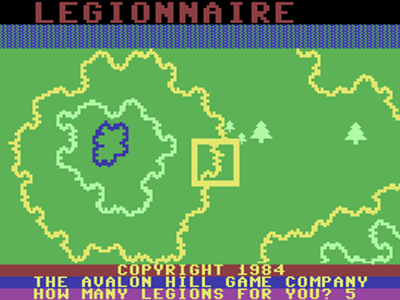 LEGIONNAIRE
COPYRIGHT 1984
THE AVALON HILL GAME COMPANY
HOW MANY LEGIONS FOR YOU? 5